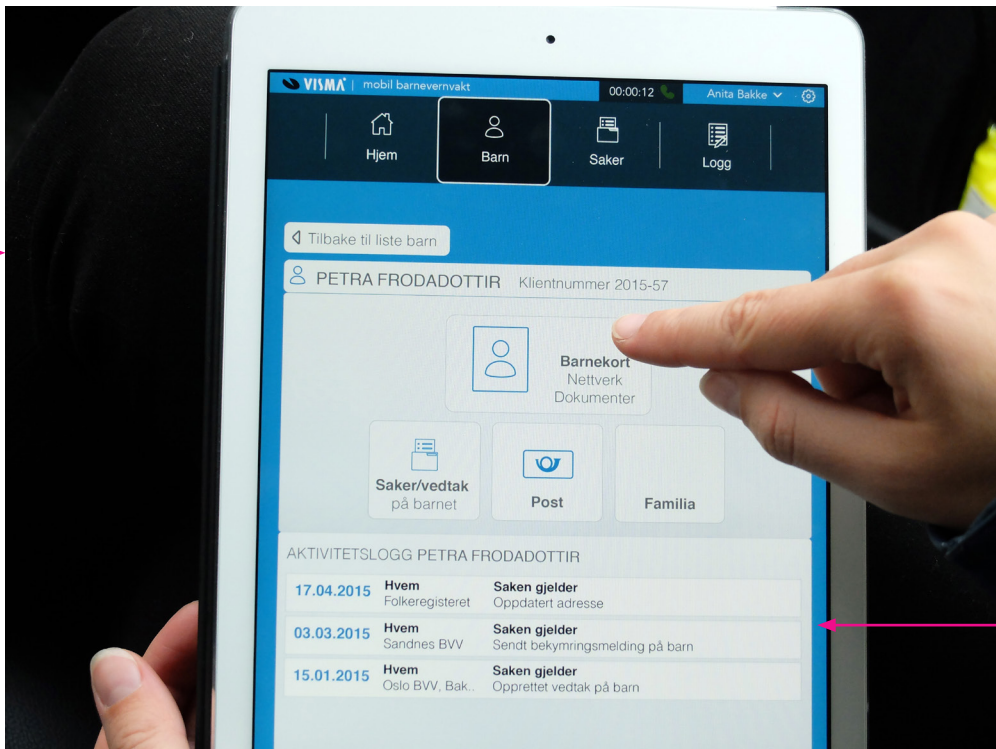 VISMA | mobil barnevernvakt 00:00:12 Anita Bakke
Hjem Barn Saker Logg
Tilbake til liste barn
PETRA FRODADOTTIR Klientnummer 2015-57
Barnekort
Nettverk
Dokumenter
Saker/vedtak
på barnet
Post
Familia
AKTIVITETSLOGG PETRA FRODADOTTIR
17.04.2015 Hvem Saken gjelder
Folkeregisteret Oppdatert adresse
03.03.2015 Hvem Saken gjelder
Sandnes BVV Sendt bekymringsmelding på barn
15.01.2015 Hvem Saken gjelder
Oslo BVV, Bak.. Opprettet vedtak på barn